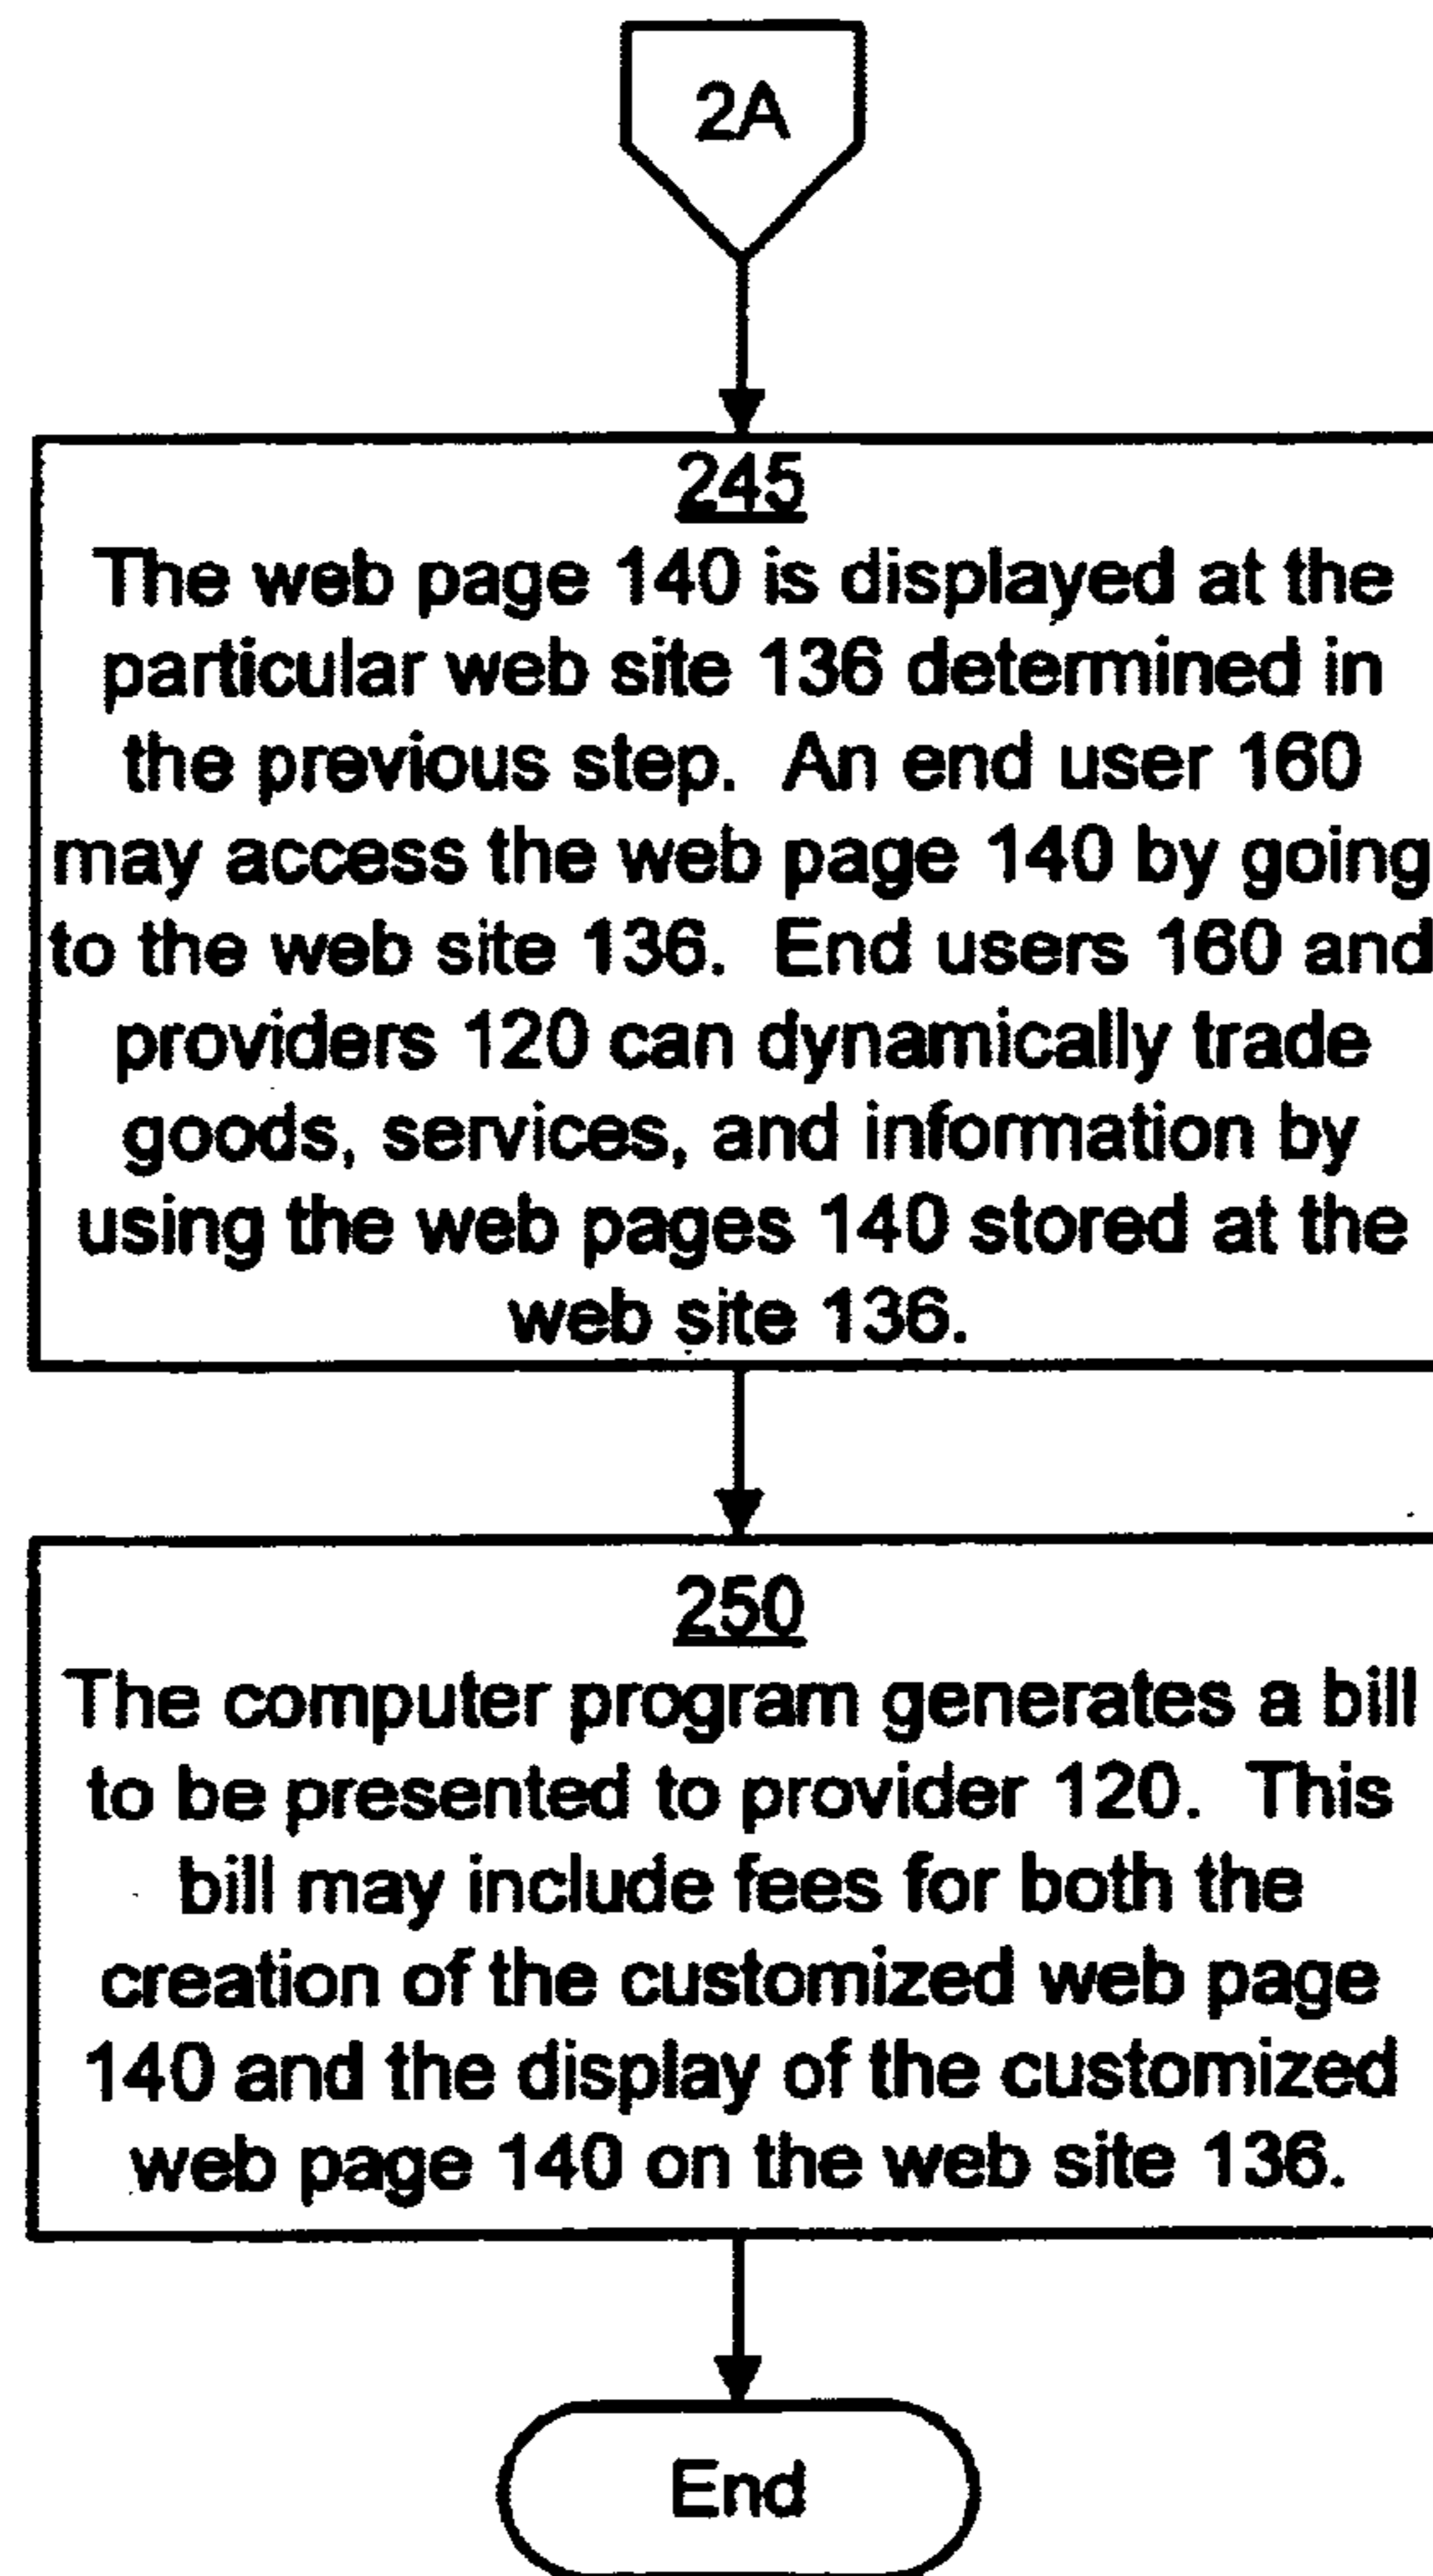 2A
245
The web page 140 is displayed at the
particular web site 136 determined in
the previous step. An end user 160
may access the web page 140 by going
to the web site 136. End users 160 and
providers 120 can dynamically trade
goods, services, and information by
using the web pages 140 stored at the
web site 136.
250
The computer program generates a bill
to be presented to provider 120. This
bill may include fees for both the
creation of the customized web page
140 and the display of the customized
web page 140 on the web site 136.
End